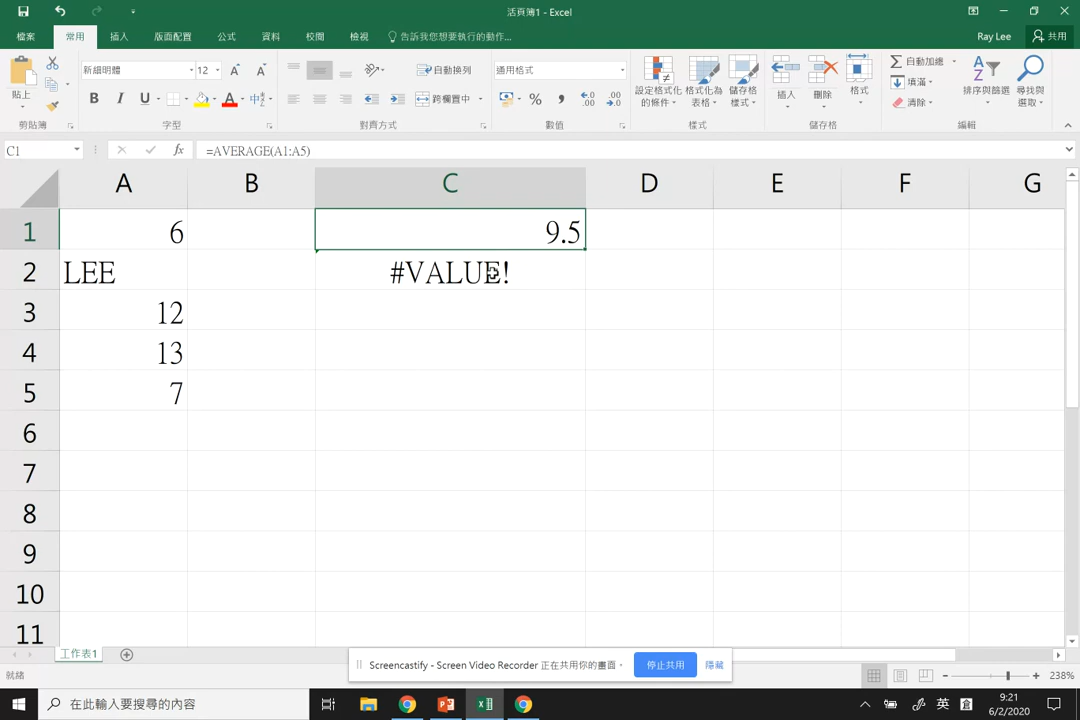 活頁簿1 - Excel
檔案 常用 插入 版面配置 公式 資料 校閱 檢視 告訴我您想要執行的動作... Ray Lee 共用
貼上 新細明體 12 自動換列 通用格式 設定格式化的條件 格式化為表格 儲存格樣式 插入 刪除 格式 自動加總 填滿 清除 排序與篩選 尋找與選取
B I U A 中 跨欄置中 % ,
剪貼簿 字型 對齊方式 數值 樣式 儲存格 編輯
C1 fx =AVERAGE(A1:A5)
A B C D E F G
1 6 9.5
2 LEE #VALUE!
3 12
4 13
5 7
6
7
8
9
10
11
工作表1
Screencastify - Screen Video Recorder 正在共用你的畫面。 停止共用 隱藏
就緒 238%
在此輸入要搜尋的內容 英 9:21
6/2/2020